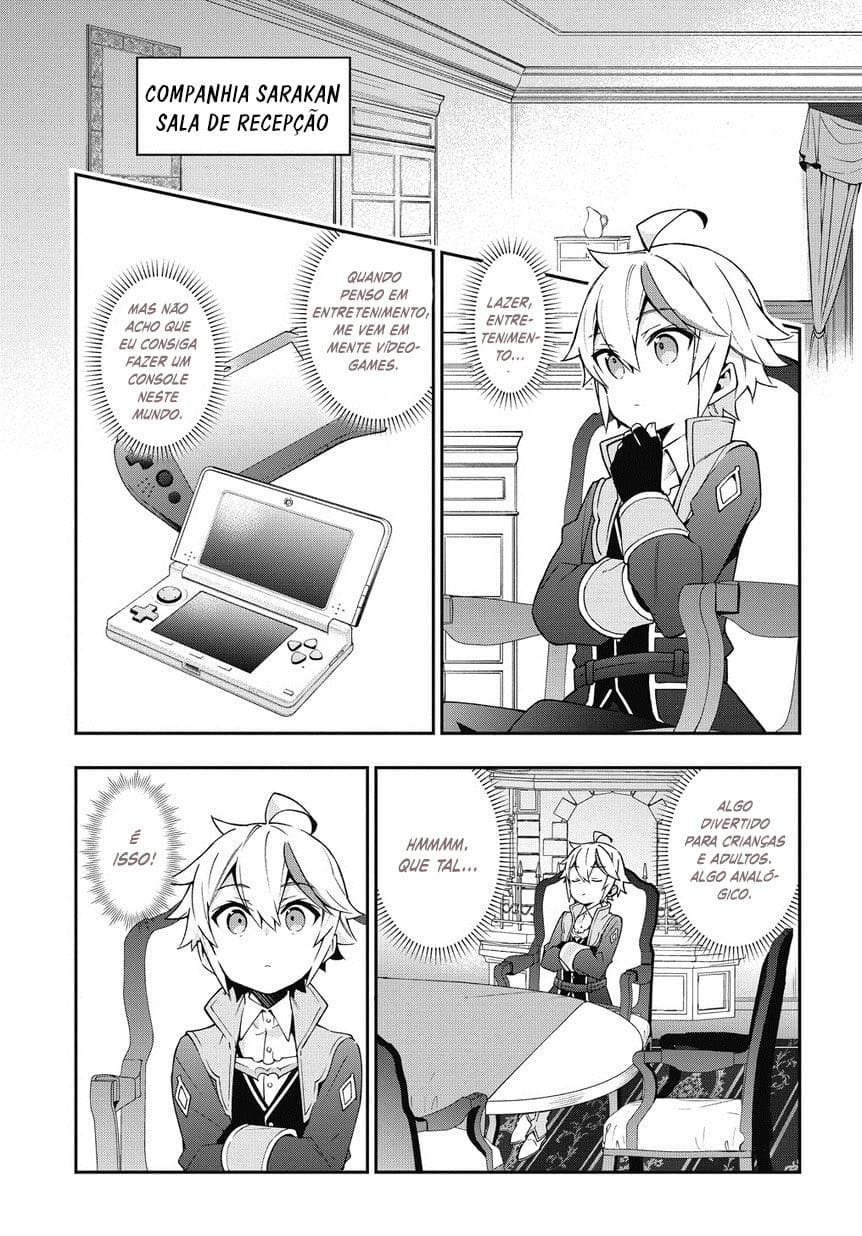 COMPANHIA SARAKAN
SALA DE RECEPÇÃO
LAZER,
ENTRE-
TENIMEN-
TO...
QUANDO
PENSO EM
ENTRETENIMENTO,
ME VEM EM
MENTE VÍDEO-
GAMES.
MAS NÃO
ACHO QUE
EU CONSIGA
FAZER UM
CONSOLE
NESTE
MUNDO.
ALGO
DIVERTIDO
PARA CRIANÇAS
E ADULTOS.
ALGO ANALÓ-
GICO.
HMMMM,
QUE TAL...
É
ISSO!